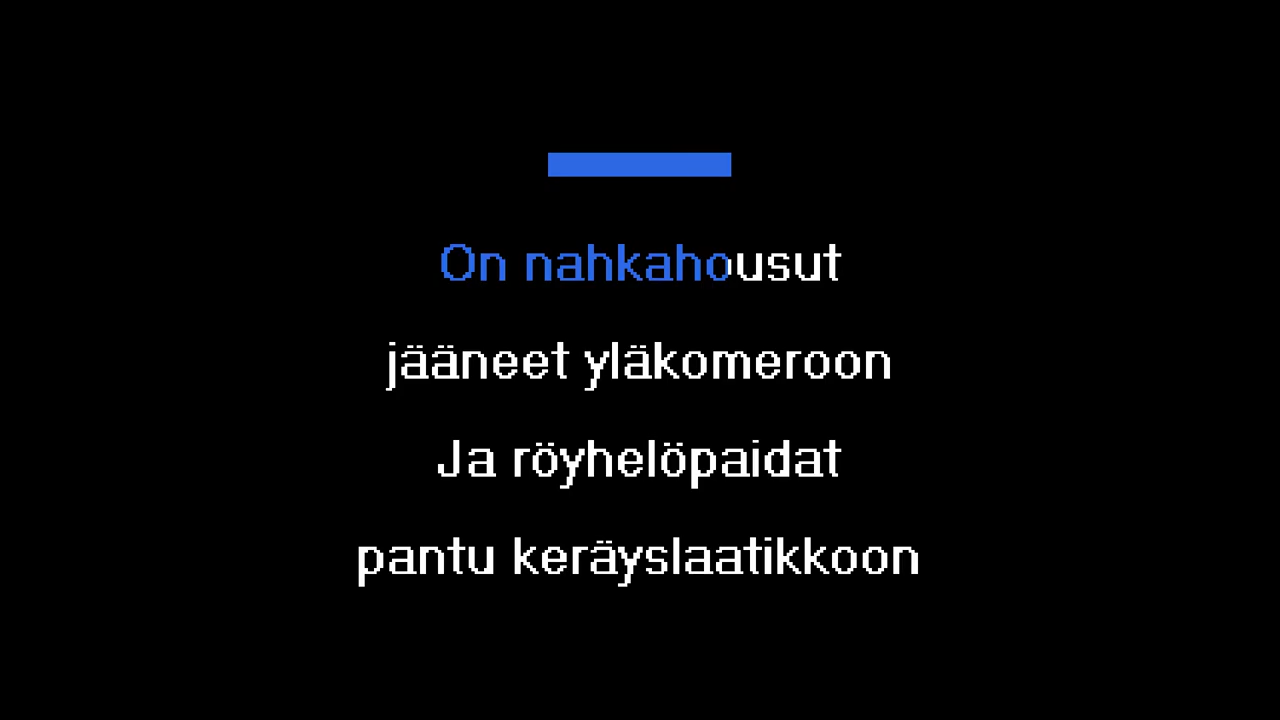 On nahkahousut
jääneet yläkomeroon
Ja röyhelöpaidat
pantu keräyslaatikkoon